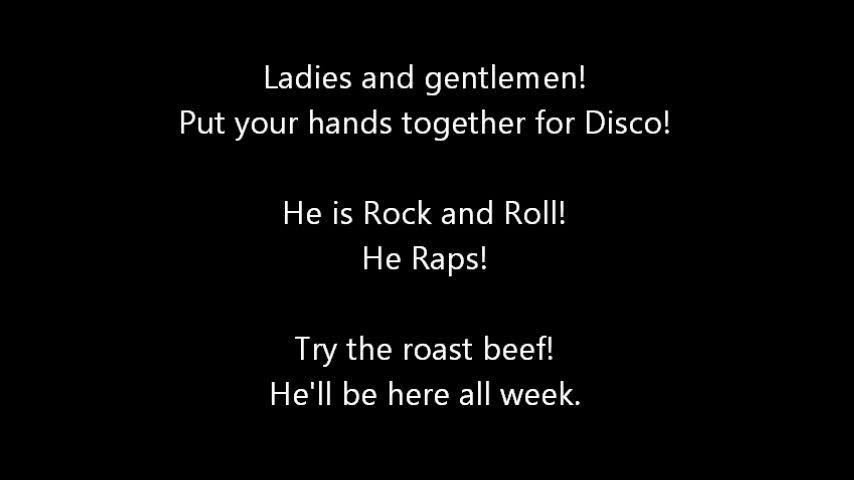 Ladies and gentlemen!
Put your hands together for Disco!
He is Rock and Roll!
He Raps!
Try the roast beef!
He'll be here all week.